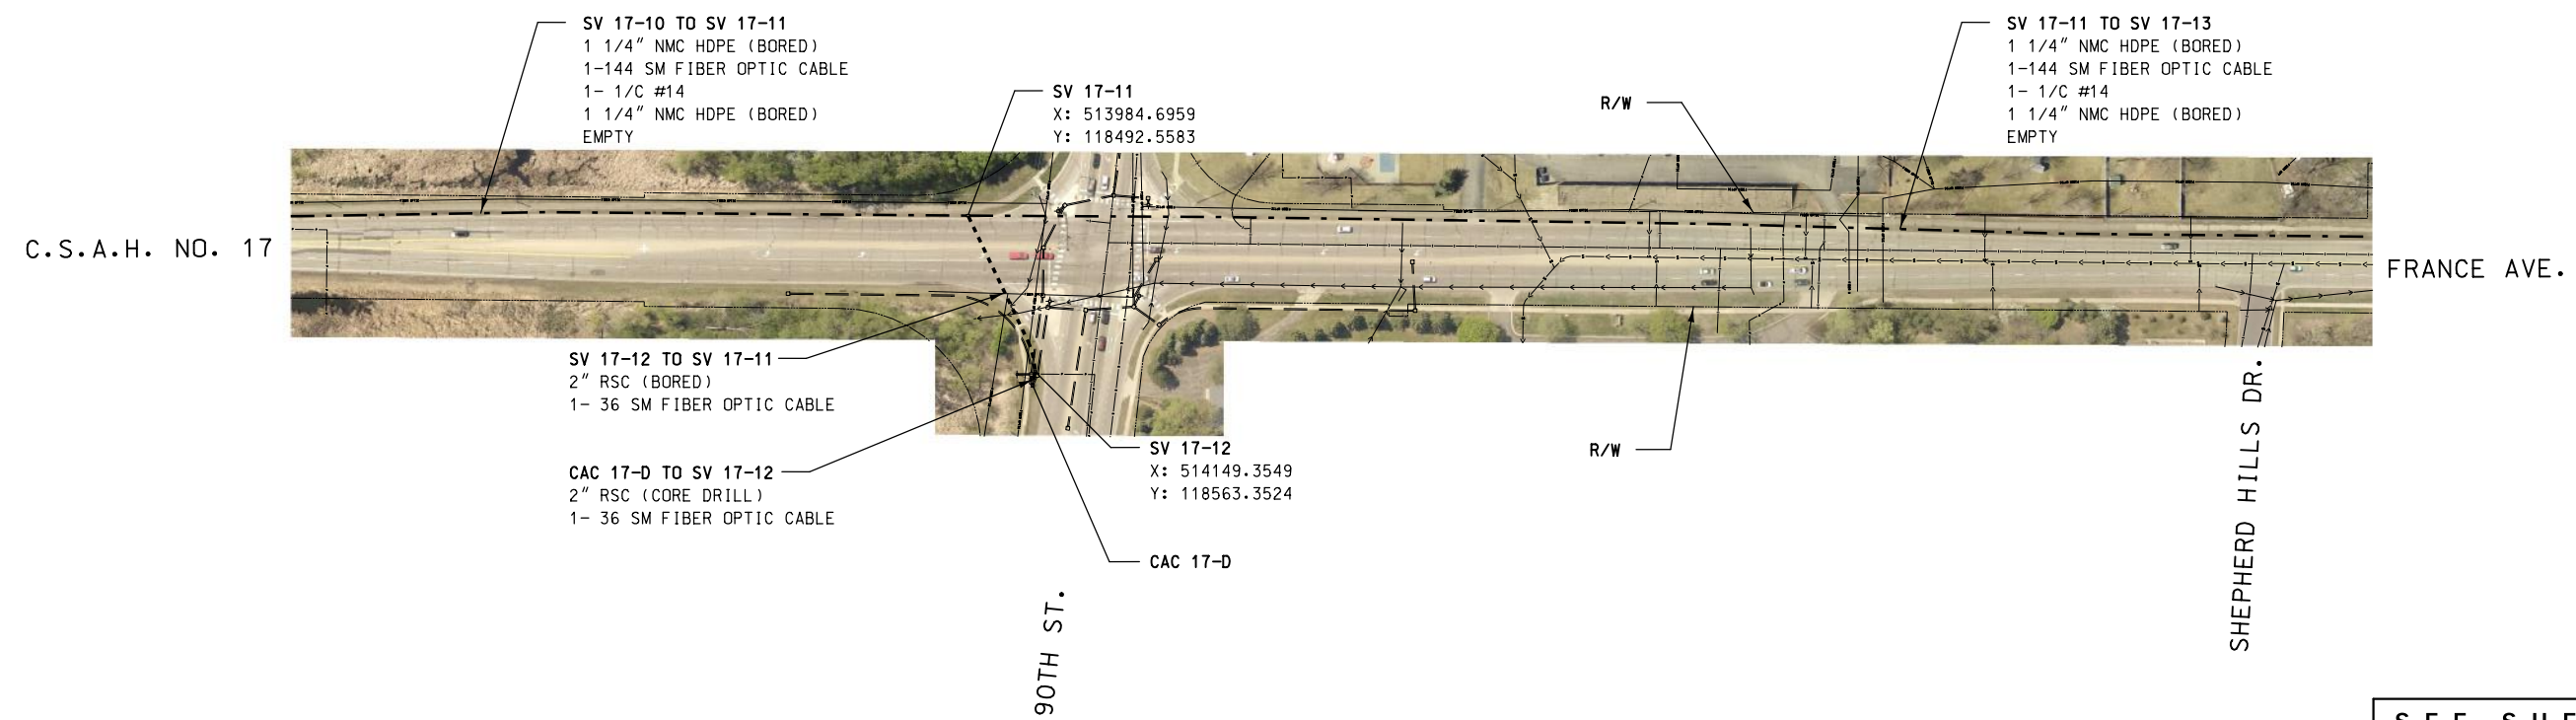 SV 17-10 TO SV 17-11
1 1/4" NMC HDPE (BORED)
1-144 SM FIBER OPTIC CABLE
1- 1/C #14
1 1/4" NMC HDPE (BORED)
EMPTY
SV 17-11
X: 513984.6959
Y: 118492.5583
R/W
SV 17-11 TO SV 17-13
1 1/4" NMC HDPE (BORED)
1-144 SM FIBER OPTIC CABLE
1- 1/C #14
1 1/4" NMC HDPE (BORED)
EMPTY
C.S.A.H. NO. 17
FRANCE AVE.
SV 17-12 TO SV 17-11
2" RSC (BORED)
1- 36 SM FIBER OPTIC CABLE
CAC 17-D TO SV 17-12
2" RSC (CORE DRILL)
1- 36 SM FIBER OPTIC CABLE
SV 17-12
X: 514149.3549
Y: 118563.3524
CAC 17-D
R/W
90TH ST.
SHEPHERD HILLS DR.